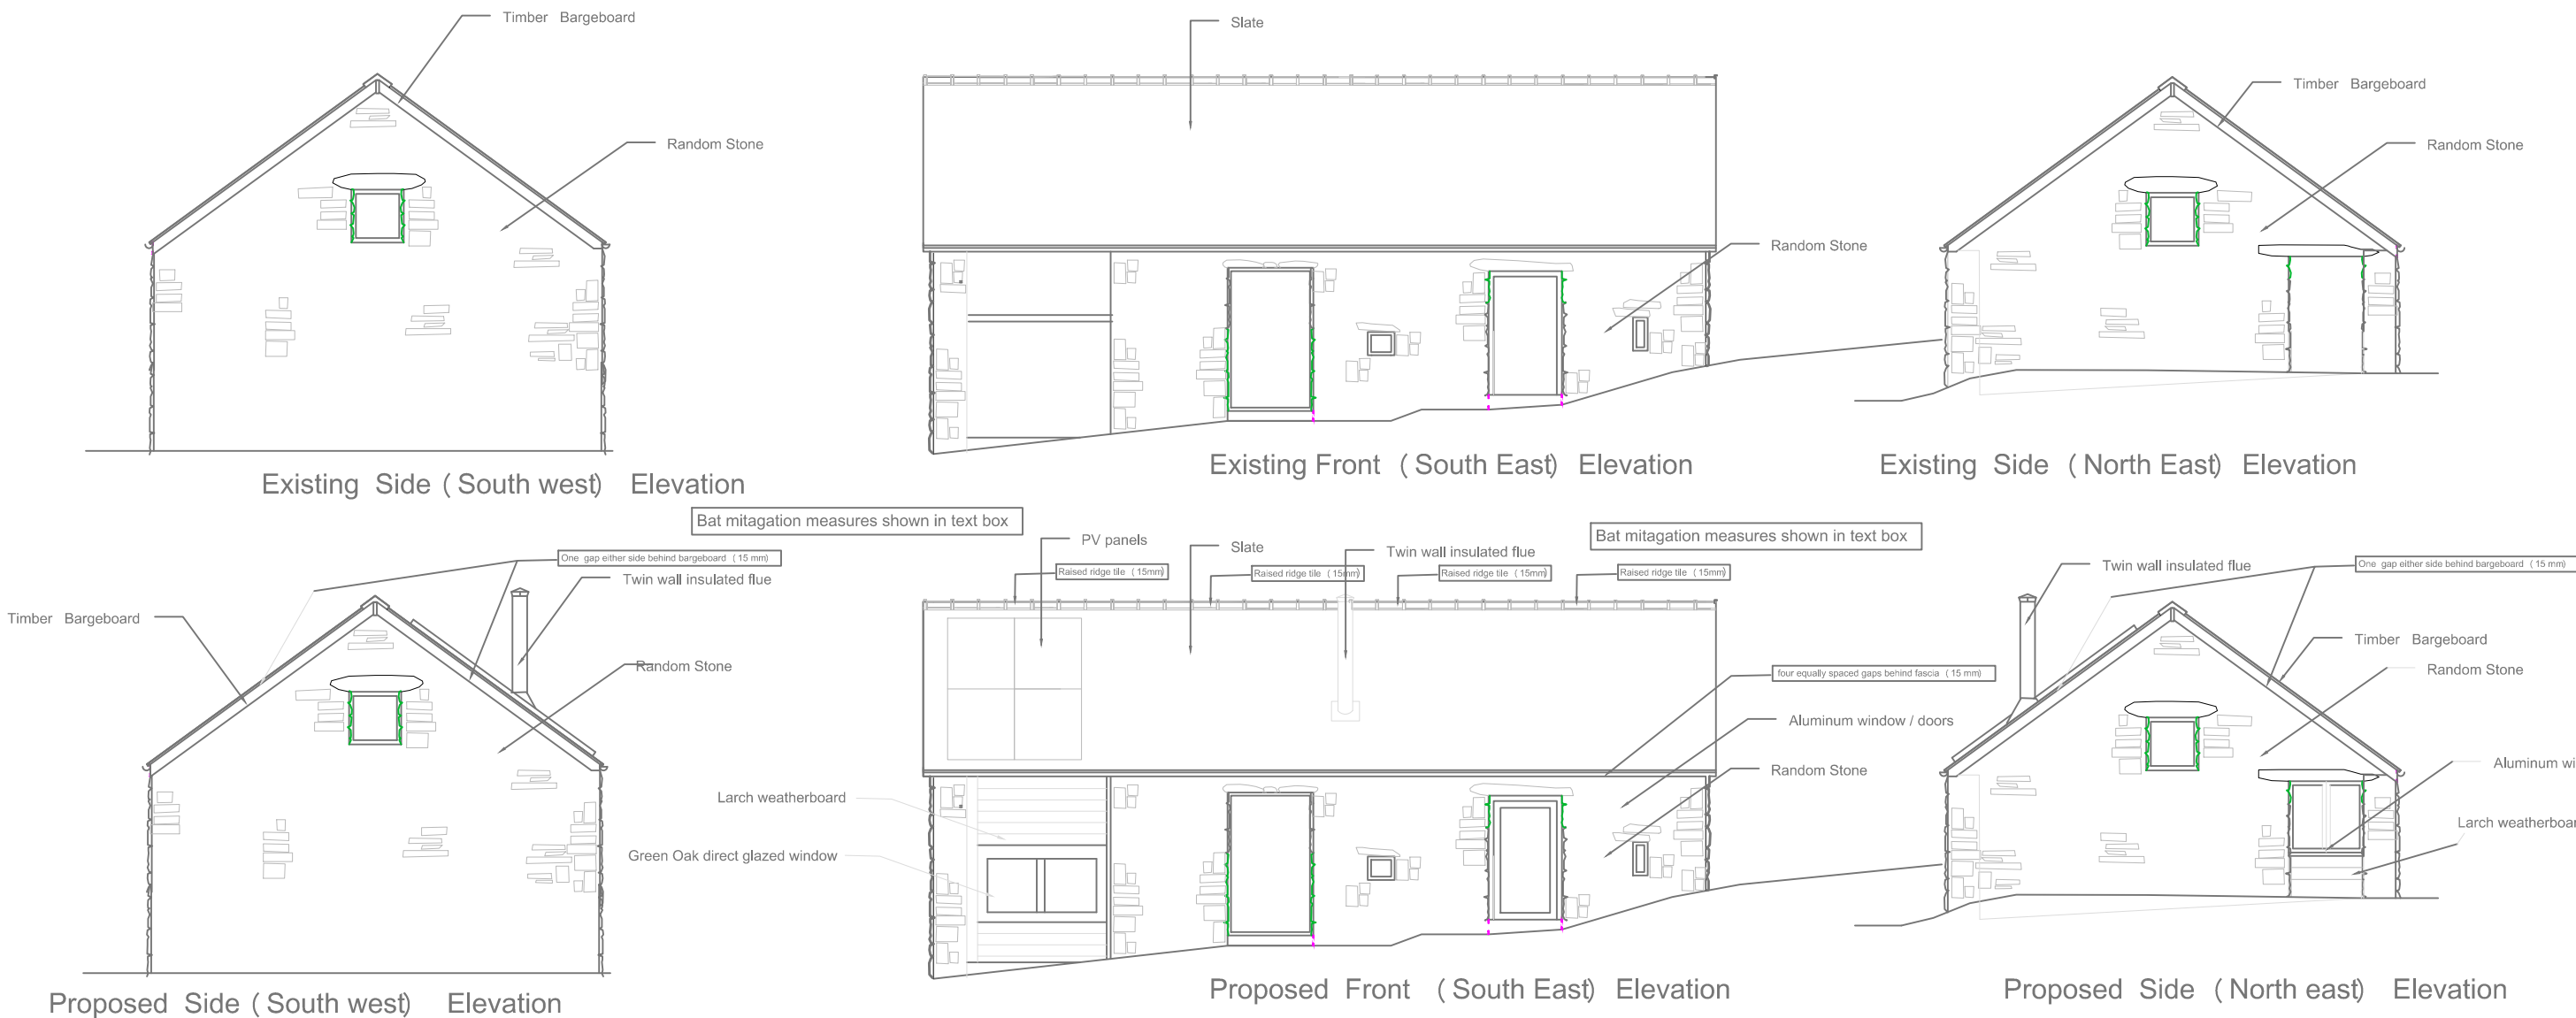 Timber Bargeboard
Random Stone
Existing Side ( South west) Elevation
Slate
Random Stone
Existing Front ( South East) Elevation
Timber Bargeboard
Random Stone
Existing Side ( North East) Elevation
Bat mitagation measures shown in text box
One gap either side behind bargeboard ( 15 mm)
Twin wall insulated flue
Timber Bargeboard
Random Stone
Proposed Side ( South west) Elevation
PV panels
Slate
Twin wall insulated flue
Bat mitagation measures shown in text box
Raised ridge tile ( 15mm)
Raised ridge tile ( 15mm)
Raised ridge tile ( 15mm)
Raised ridge tile ( 15mm)
four equally spaced gaps behind fascia ( 15 mm)
Aluminum window / doors
Random Stone
Larch weatherboard
Green Oak direct glazed window
Proposed Front ( South East) Elevation
Twin wall insulated flue
One gap either side behind bargeboard ( 15 mm)
Timber Bargeboard
Random Stone
Aluminum wi
Larch weatherboar
Proposed Side ( North east) Elevation